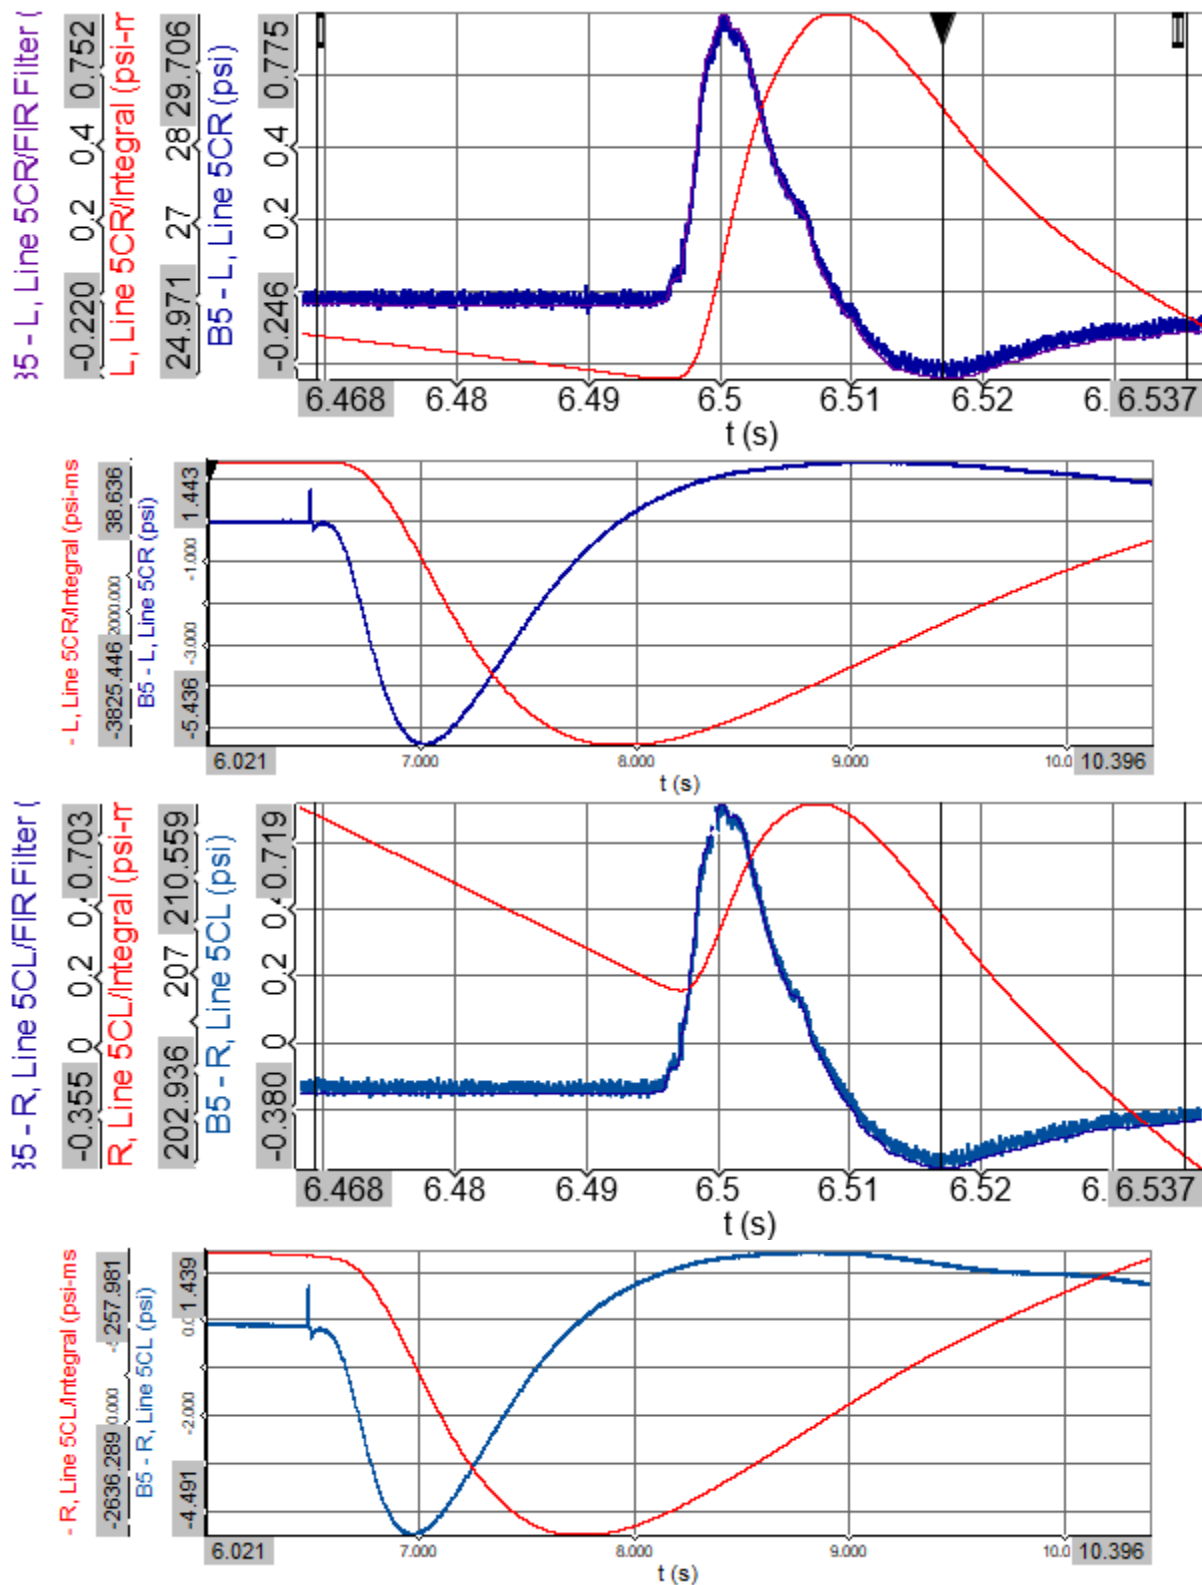 B5 - L, Line 5CR/FIR Filter (
L, Line 5CR/Integral (psi-m
B5 - L, Line 5CR (psi)
0.752
0.4
0.2
-0.220
29.706
28
27
24.971
0.775
0.4
0.2
-0.246
6.468 6.48 6.49 6.5 6.51 6.52 6. 6.537
t (s)
- L, Line 5CR/Integral (psi-ms
B5 - L, Line 5CR (psi)
38.636
2000.000
-3825.446
1.443
-1.000
-3.000
-5.436
6.021 7.000 8.000 9.000 10.0 10.396
t (s)
B5 - R, Line 5CL/FIR Filter (
R, Line 5CL/Integral (psi-m
B5 - R, Line 5CL (psi)
0.703
0.2
0
-0.355
210.559
207
202.936
0.719
0.2
0
-0.380
6.468 6.48 6.49 6.5 6.51 6.52 6. 6.537
t (s)
- R, Line 5CL/Integral (psi-ms
B5 - R, Line 5CL (psi)
257.981
0.000
-2636.289
1.439
-2.000
-4.491
6.021 7.000 8.000 9.000 10.0 10.396
t (s)